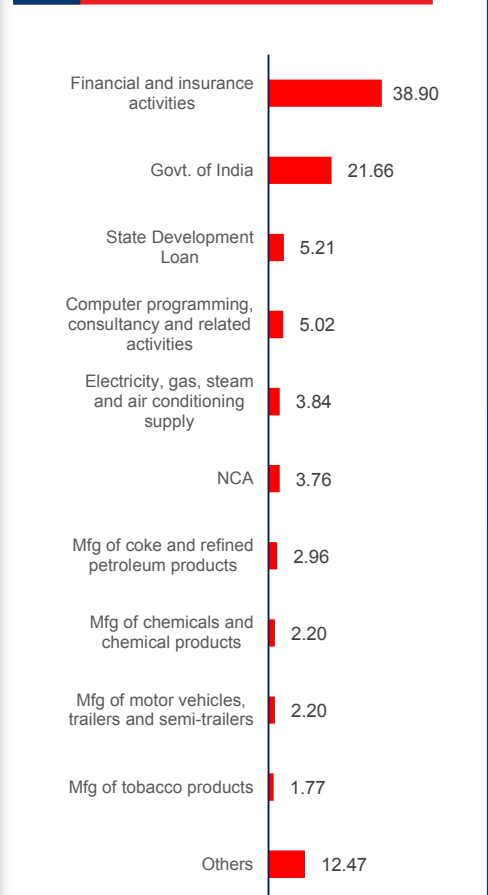 Financial and insurance
activities
38.90
Govt. of India
21.66
State Development
Loan
5.21
Computer programming,
consultancy and related
activities
5.02
Electricity, gas, steam
and air conditioning
supply
3.84
NCA
3.76
Mfg of coke and refined
petroleum products
2.96
Mfg of chemicals and
chemical products
2.20
Mfg of motor vehicles,
trailers and semi-trailers
2.20
Mfg of tobacco products
1.77
Others
12.47